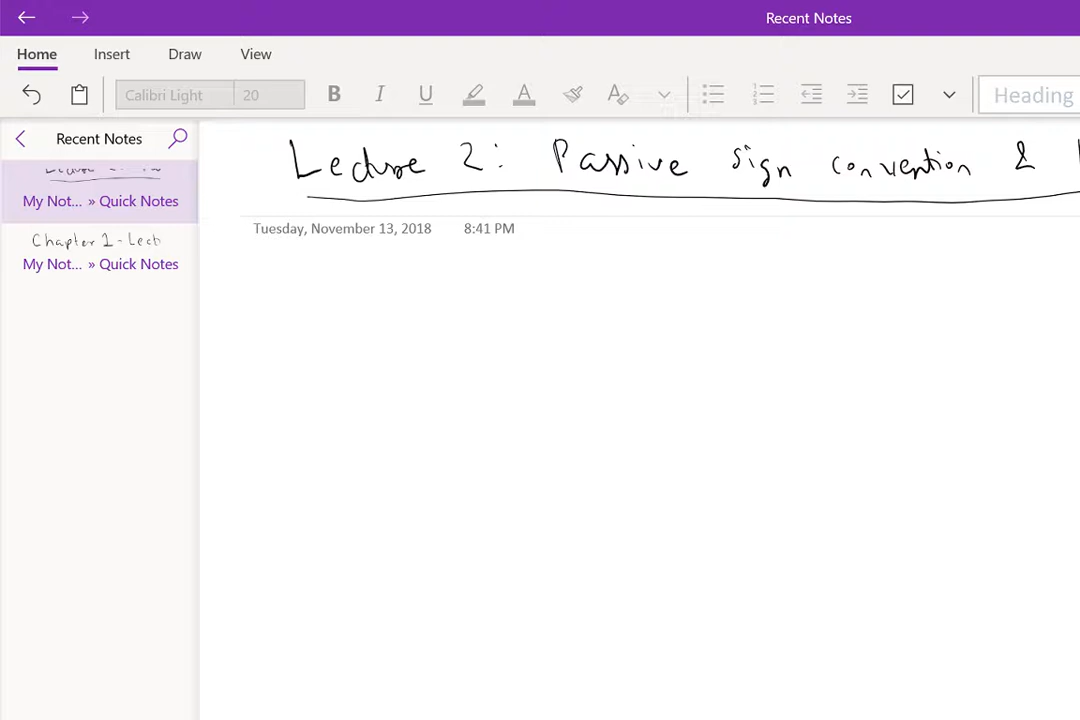 Recent Notes
Home Insert Draw View
Calibri Light 20 B I U A A Heading
Recent Notes
My Not... » Quick Notes
Chapter 1 - Lect
My Not... » Quick Notes
Lecture 2: Passive sign convention &
Tuesday, November 13, 2018 8:41 PM